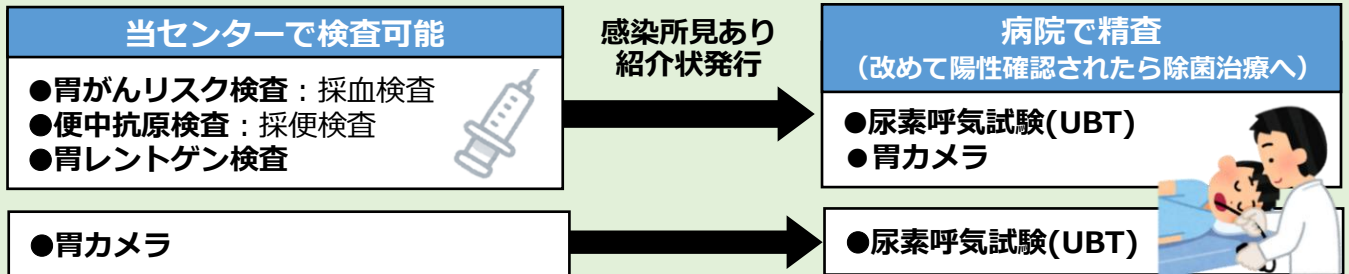 当センターで検査可能
●胃がんリスク検査：採血検査
●便中抗原検査：採便検査
●胃レントゲン検査
感染所見あり
紹介状発行
病院で精査
（改めて陽性確認されたら除菌治療へ）
●尿素呼気試験(UBT)
●胃カメラ
●胃カメラ
●尿素呼気試験(UBT)